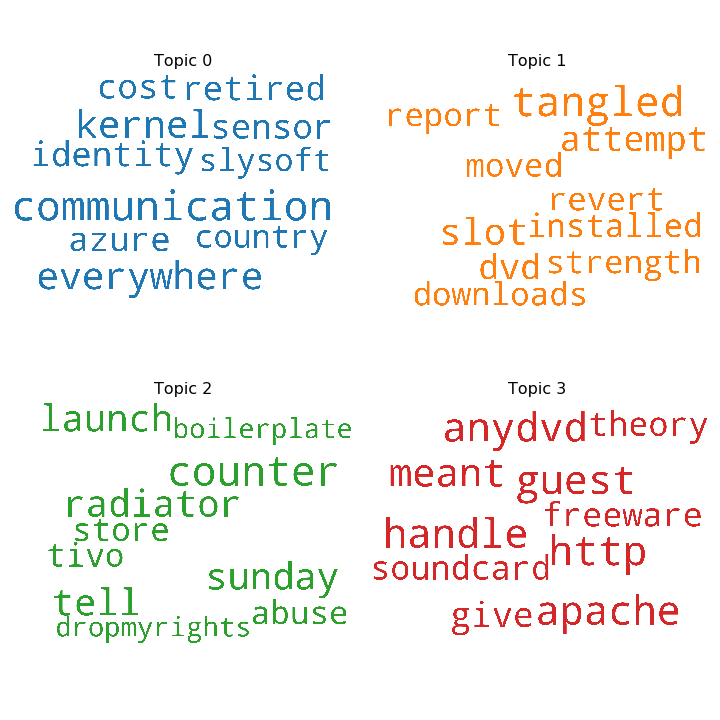 Topic 0
cost retired
kernel sensor
identity slysoft
communication
azure country
everywhere
Topic 1
tangled
report
attempt
moved
revert
slot installed
dvd strength
downloads
Topic 2
launch boilerplate
counter
radiator
store
tivo
sunday
tell abuse
dropmyrights
Topic 3
anydvd theory
meant guest
freeware
handle http
soundcard
give apache